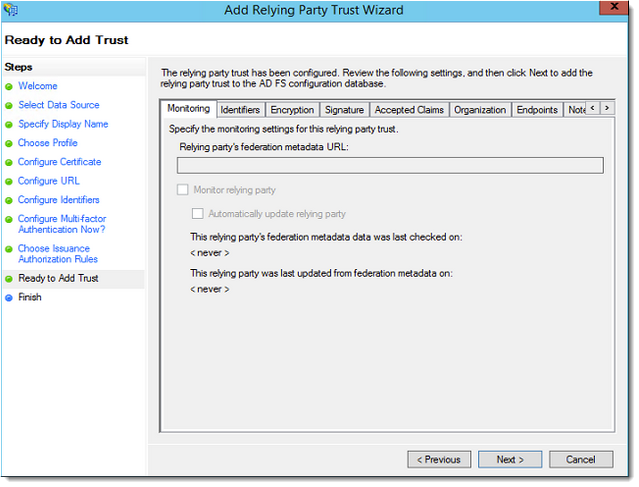 Add Relying Party Trust Wizard
X
Ready to Add Trust
Steps
Welcome
Select Data Source
Specify Display Name
Choose Profile
Configure Certificate
Configure URL
Configure Identifiers
Configure Multi-factor
Authentication Now?
Choose Issuance
Authorization Rules
Ready to Add Trust
Finish
The relying party trust has been configured. Review the following settings, and then click Next to add the
relying party trust to the AD FS configuration database.
Monitoring Identifiers Encryption Signature Accepted Claims Organization Endpoints Note < >
Specify the monitoring settings for this relying party trust.
Relying party's federation metadata URL:
Monitor relying party
Automatically update relying party
This relying party's federation metadata data was last checked on:
< never >
This relying party was last updated from federation metadata on:
< never >
< Previous Next > Cancel